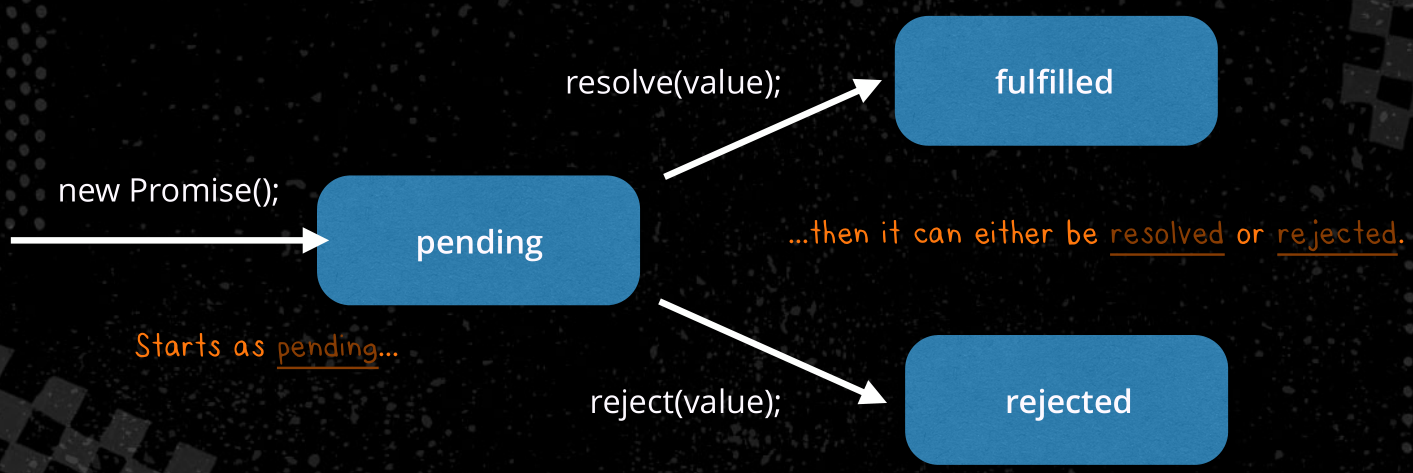 resolve(value);
fulfilled
new Promise();
pending
...then it can either be resolved or rejected.
Starts as pending...
reject(value);
rejected